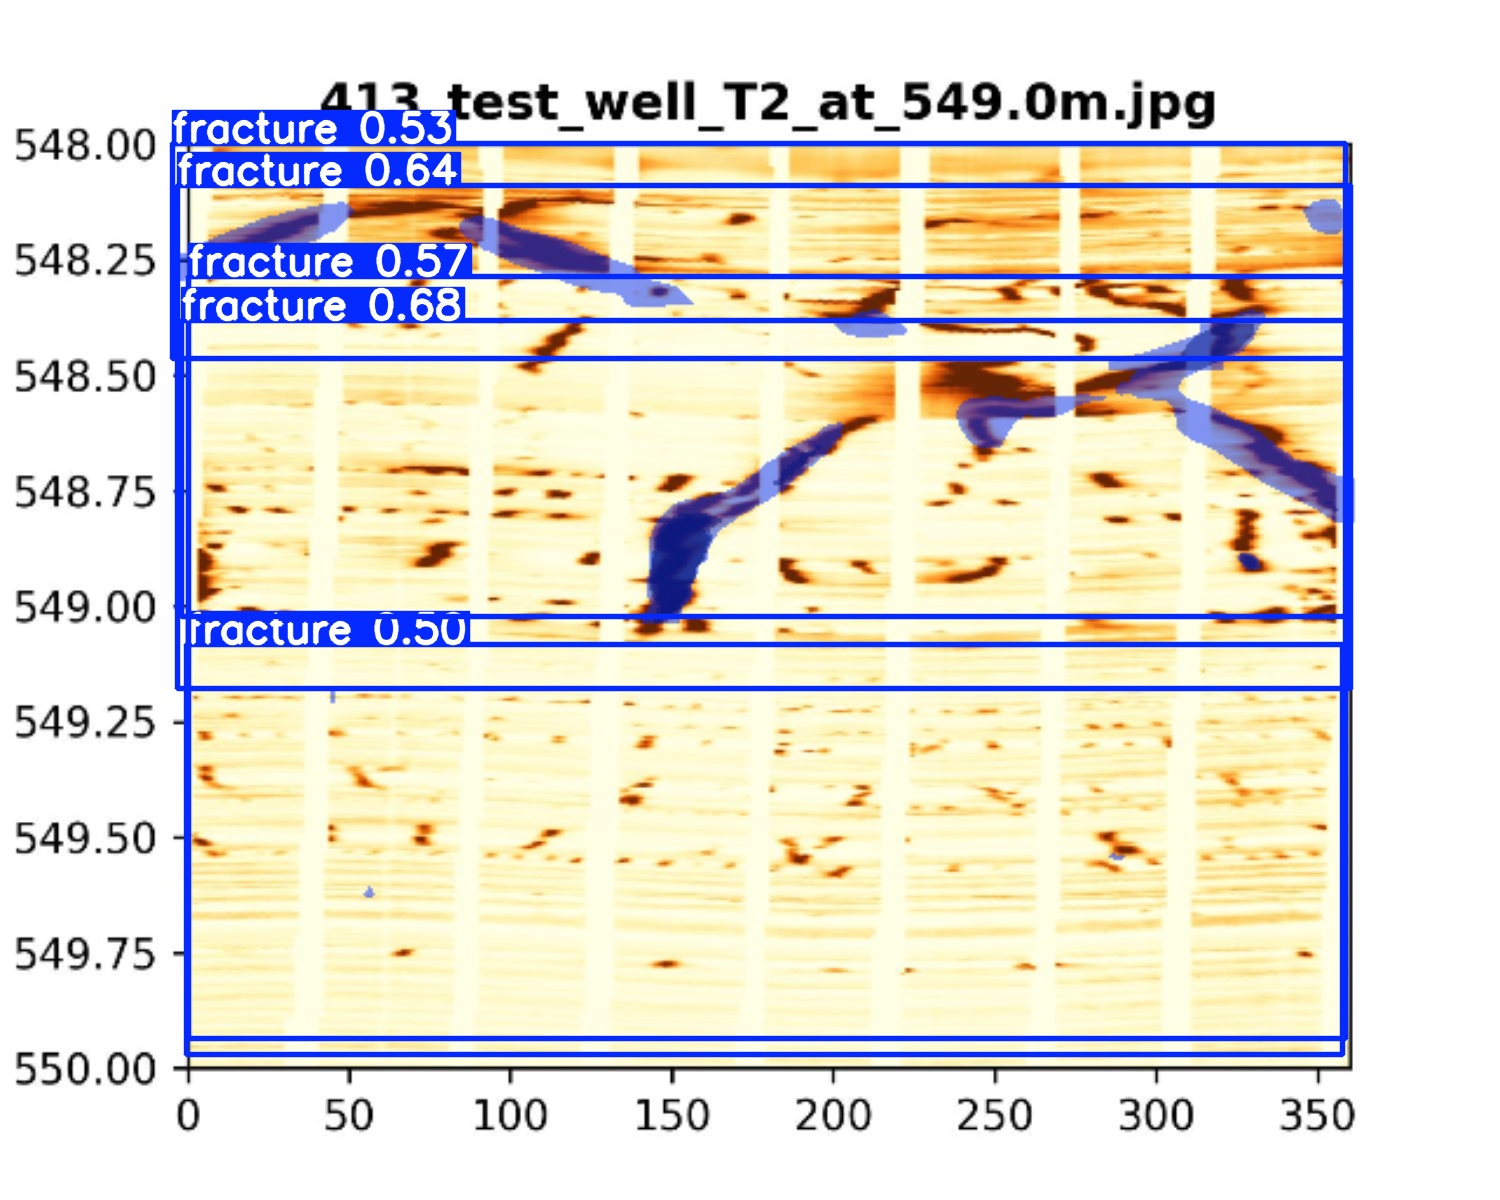 413_test_well_T2_at_549.0m.jpg
fracture 0.53
548.00
fracture 0.64
548.25
fracture 0.57
fracture 0.68
548.50
548.75
549.00
fracture 0.50
549.25
549.50
549.75
550.00
0 50 100 150 200 250 300 350